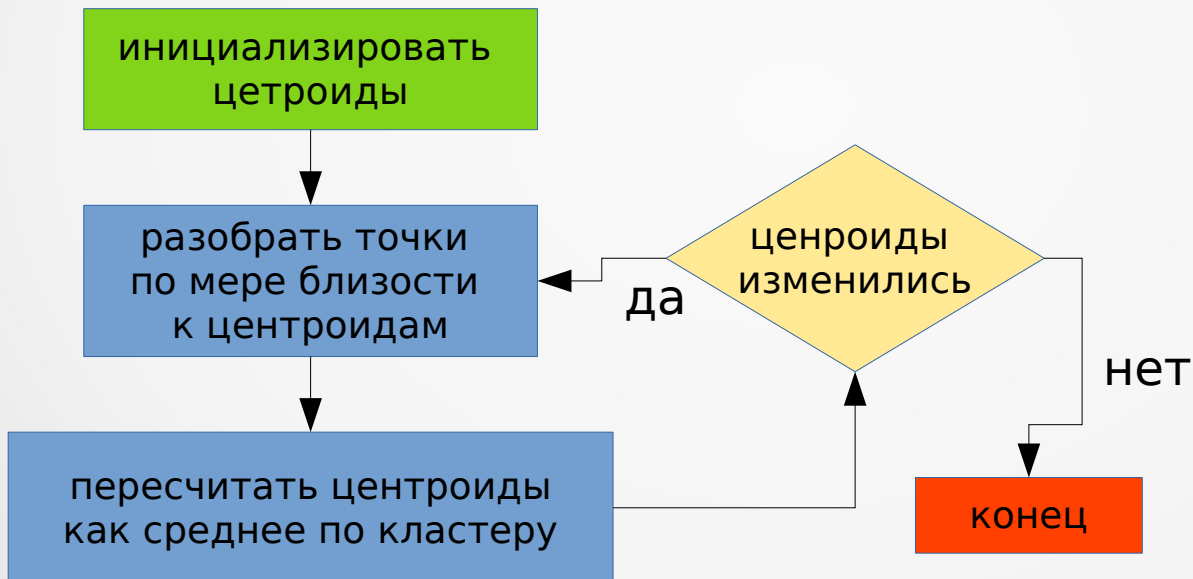 инициализировать
цетроиды
разобрать точки
по мере близости
к центроидам
ценроиды
изменились
да
нет
пересчитать центроиды
как среднее по кластеру
конец